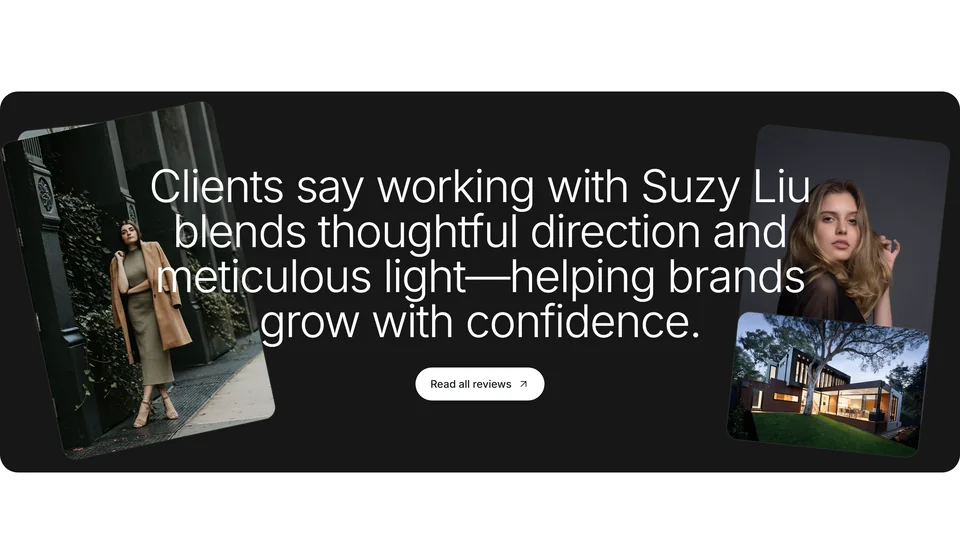 Clients say working with Suzy Liu
blends thoughtful direction and
meticulous light—helping brands
grow with confidence.
Read all reviews